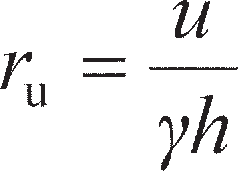 r_u = u / γh